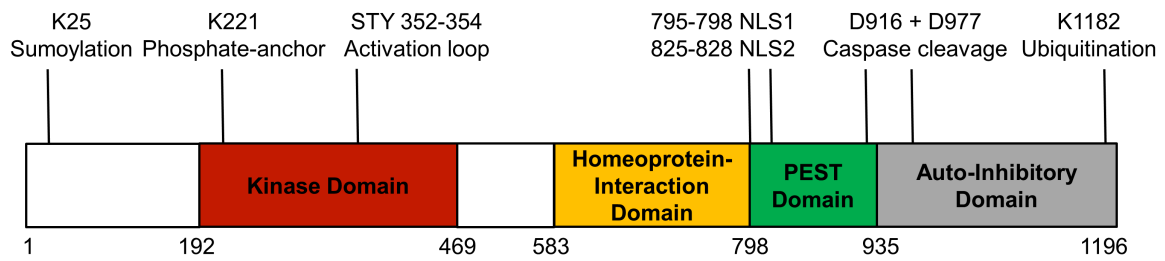 K25
Sumoylation
K221
Phosphate-anchor
STY 352-354
Activation loop
795-798 NLS1
825-828 NLS2
D916 + D977
Caspase cleavage
K1182
Ubiquitination
Kinase Domain
Homeoprotein-
Interaction
Domain
PEST
Domain
Auto-Inhibitory
Domain
1
192
469
583
798
935
1196